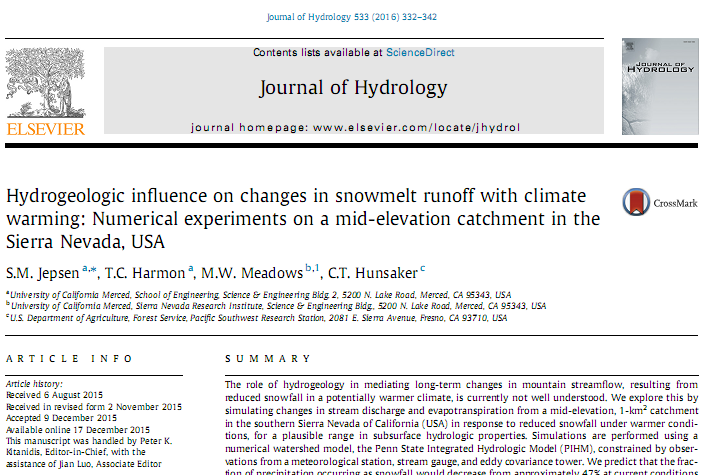 Journal of Hydrology 533 (2016) 332–342
Contents lists available at ScienceDirect
Journal of Hydrology
journal homepage: www.elsevier.com/locate/jhydrol
ELSEVIER
JOURNAL OF
HYDROLOGY
Hydrogeologic influence on changes in snowmelt runoff with climate
warming: Numerical experiments on a mid-elevation catchment in the
Sierra Nevada, USA
CrossMark
S.M. Jepsen a,*, T.C. Harmon a, M.W. Meadows b,1, C.T. Hunsaker c
a University of California Merced, School of Engineering, Science & Engineering Bldg 2, 5200 N. Lake Road, Merced, CA 95343, USA
b University of California Merced, Sierra Nevada Research Institute, Science & Engineering Bldg., 5200 N. Lake Road, Merced, CA 95343, USA
c U.S. Department of Agriculture, Forest Service, Pacific Southwest Research Station, 2081 E. Sierra Avenue, Fresno, CA 93710, USA
ARTICLE INFO
Article history:
Received 6 August 2015
Received in revised form 2 November 2015
Accepted 9 December 2015
Available online 17 December 2015
This manuscript was handled by Peter K.
Kitanidis, Editor-in-Chief, with the
assistance of Jian Luo, Associate Editor
SUMMARY
The role of hydrogeology in mediating long-term changes in mountain streamflow, resulting from
reduced snowfall in a potentially warmer climate, is currently not well understood. We explore this by
simulating changes in stream discharge and evapotranspiration from a mid-elevation, 1-km² catchment
in the southern Sierra Nevada of California (USA) in response to reduced snowfall under warmer condi-
tions, for a plausible range in subsurface hydrologic properties. Simulations are performed using a
numerical watershed model, the Penn State Integrated Hydrologic Model (PIHM), constrained by obser-
vations from a meteorological station, stream gauge, and eddy covariance tower. We predict that the frac-
tion of precipitation occurring as snowfall would decrease from approximately 47% at current conditions